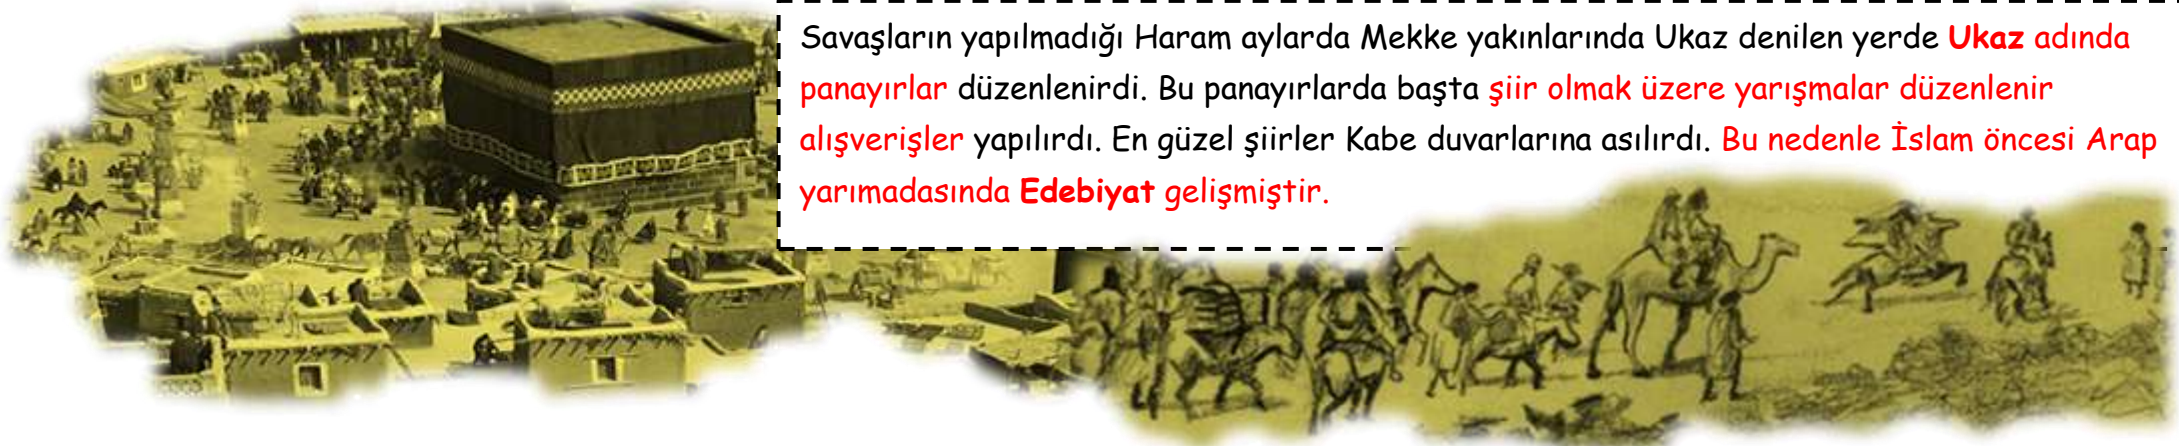 Savaşların yapılmadığı Haram aylarda Mekke yakınlarında Ukaz denilen yerde Ukaz adında
panayırlar düzenlenirdi. Bu panayırlarda başta şiir olmak üzere yarışmalar düzenlenir
alışverişler yapılırdı. En güzel şiirler Kabe duvarlarına asılırdı. Bu nedenle İslam öncesi Arap
yarımadasında Edebiyat gelişmiştir.